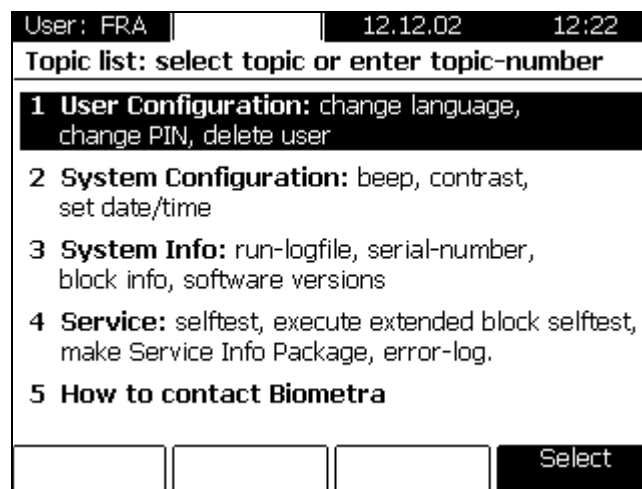 User: FRA 12.12.02 12:22
Topic list: select topic or enter topic-number
1 User Configuration: change language,
change PIN, delete user
2 System Configuration: beep, contrast,
set date/time
3 System Info: run-logfile, serial-number,
block info, software versions
4 Service: selftest, execute extended block selftest,
make Service Info Package, error-log.
5 How to contact Biometra
Select